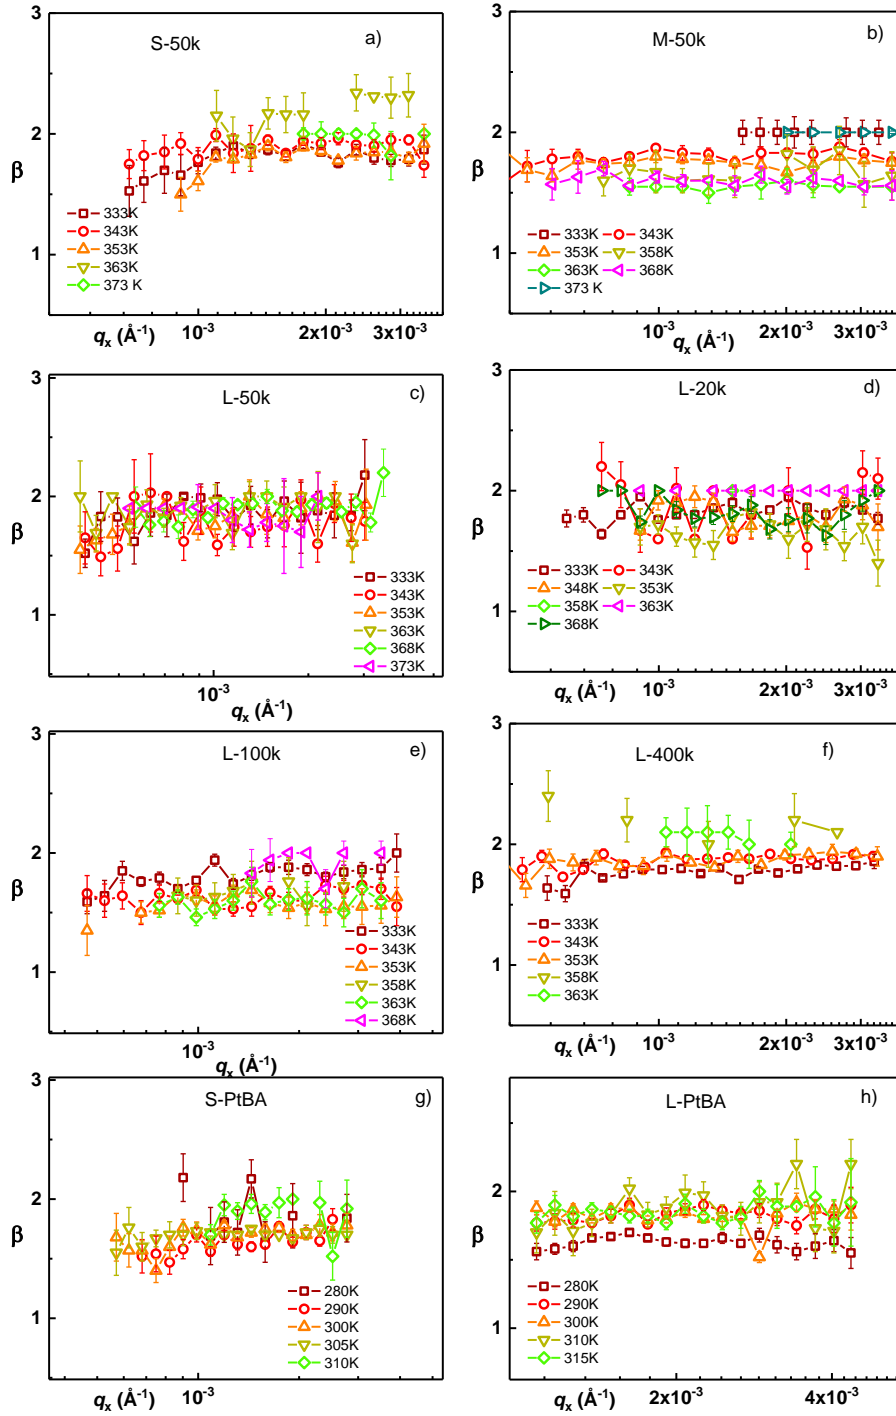 3
S-50k
a)
2
β
1
333K
343K
353K
363K
373 K
10⁻³
2x10⁻³
3x10⁻³
qₓ (Å⁻¹)
3
M-50k
b)
2
β
1
333K
343K
353K
358K
363K
368K
373 K
10⁻³
2x10⁻³
3x10⁻³
qₓ (Å⁻¹)
3
L-50k
c)
2
β
1
333K
343K
353K
363K
368K
373K
10⁻³
qₓ (Å⁻¹)
3
L-20k
d)
2
β
1
333K
343K
348K
353K
358K
363K
368K
10⁻³
2x10⁻³
3x10⁻³
qₓ (Å⁻¹)
3
L-100k
e)
2
β
1
333K
343K
353K
358K
363K
368K
10⁻³
qₓ (Å⁻¹)
3
L-400k
f)
2
β
1
333K
343K
353K
358K
363K
10⁻³
2x10⁻³
3x10⁻³
qₓ (Å⁻¹)
3
S-PtBA
g)
2
β
1
280K
290K
300K
305K
310K
10⁻³
qₓ (Å⁻¹)
L-PtBA
h)
2
β
1
280K
290K
300K
310K
315K
2x10⁻³
4x10⁻³
qₓ (Å⁻¹)